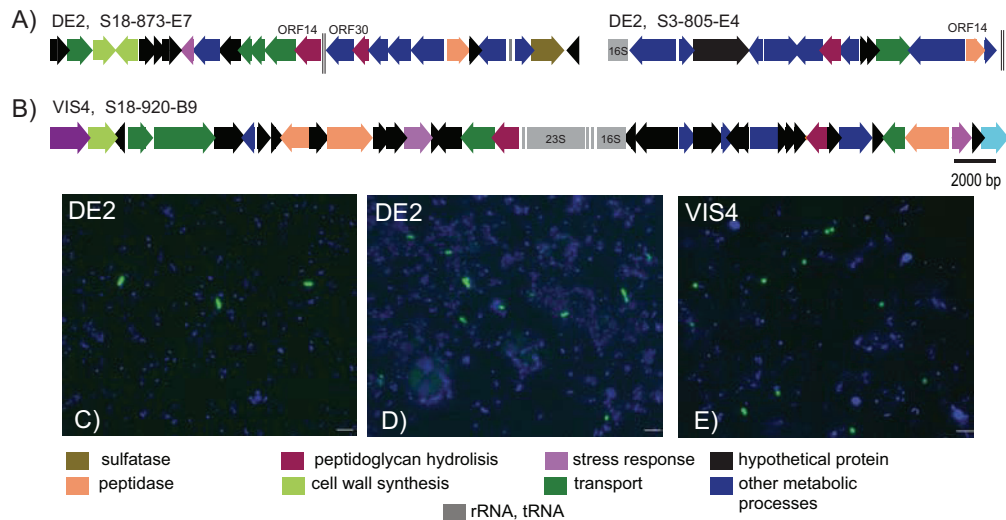 A) DE2, S18-873-E7 DE2, S3-805-E4
ORF14 ORF30 ORF14
16S
B) VIS4, S18-920-B9
23S 16S
2000 bp
DE2 DE2 VIS4
C) D) E)
sulfatase peptidoglycan hydrolisis stress response hypothetical protein
peptidase cell wall synthesis transport other metabolic
processes
rRNA, tRNA